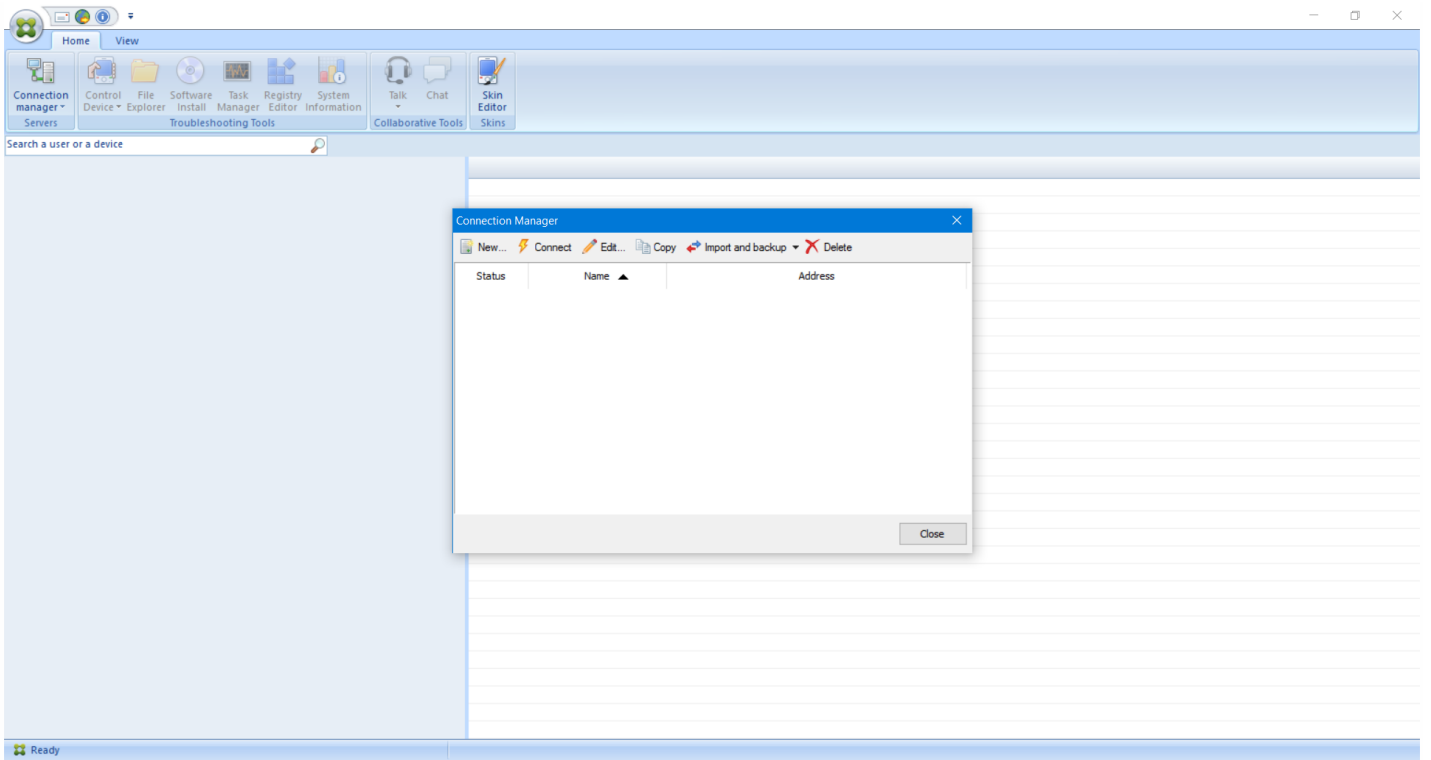 Home View
Connection manager
Control Device
File Explorer
Software Install
Task Manager
Registry Editor
System Information
Talk
Chat
Skin Editor
Servers
Troubleshooting Tools
Collaborative Tools
Skins
Search a user or a device
Connection Manager
New... Connect Edit... Copy Import and backup Delete
Status Name Address
Close
Ready